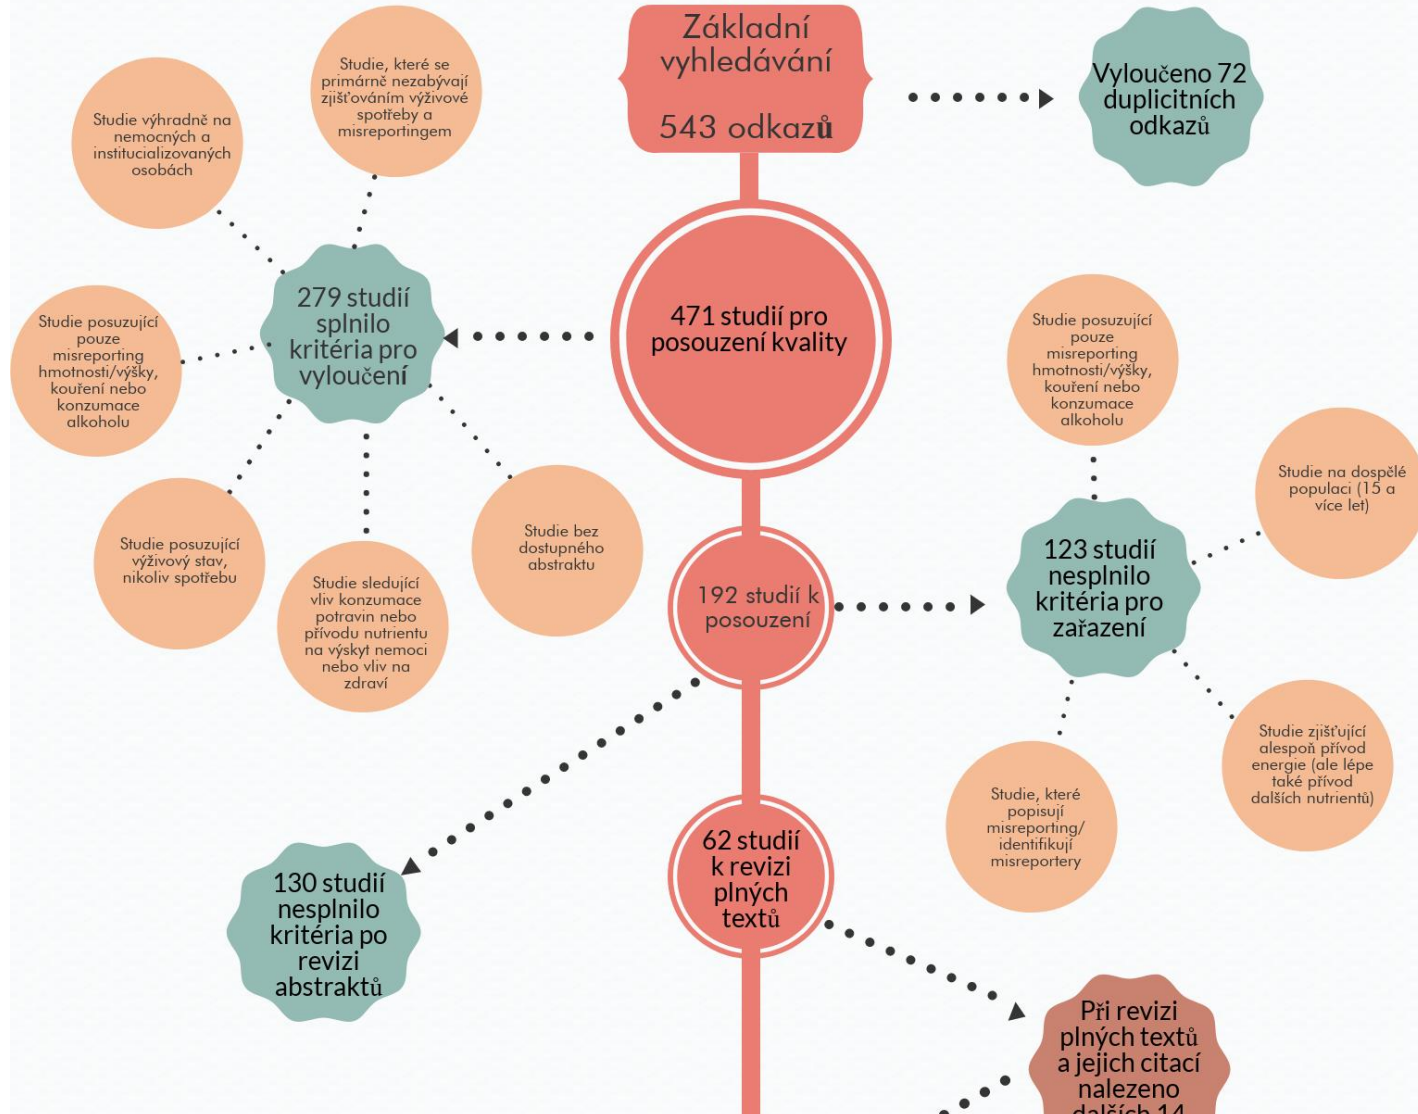 Základní
vyhledávání
543 odkazů
Vyloučeno 72
duplicitních
odkazů
Studie, které se
primárně nezabývají
zjišťováním výživové
spotřeby a
misreportingem
Studie výhradně na
nemocných a
institucializovaných
osobách
279 studií
splnilo
kritéria pro
vyloučení
471 studií pro
posouzení kvality
Studie posuzující
pouze
misreporting
hmotnosti/výšky,
kouření nebo
konzumace
alkoholu
Studie posuzující
výživový stav,
nikoliv spotřebu
Studie sledující
vliv konzumace
potravin nebo
přívodu nutrientu
na výskyt nemoci
nebo vliv na
zdraví
Studie bez
dostupného
abstraktu
Studie posuzující
pouze
misreporting
hmotnosti/výšky,
kouření nebo
konzumace
alkoholu
Studie na dospělé
populaci (15 a
více let)
192 studií k
posouzení
123 studií
nesplnilo
kritéria pro
zařazení
Studie zjišťující
alespoň přívod
energie (ale lépe
také přívod
dalších nutrientů)
Studie, které
popisují
misreporting/
identifikují
misreportery
62 studií
k revizi
plných
textů
130 studií
nesplnilo
kritéria po
revizi
abstraktů
Při revizi
plných textů
a jejich citací
nalezeno
dalších 14